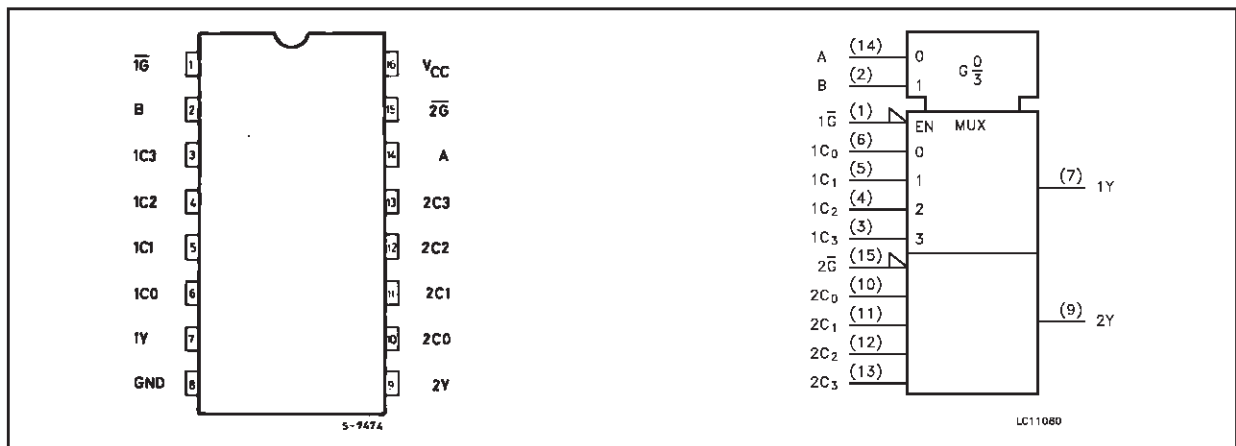 1G 1 16 VCC
B 2 15 2G
1C3 3 14 A
1C2 4 13 2C3
1C1 5 12 2C2
1C0 6 11 2C1
1Y 7 10 2C0
GND 8 9 2Y
S-7474
A (14) 0 G 0/3
B (2) 1
1G (1) EN MUX
1C0 (6) 0
1C1 (5) 1
1C2 (4) 2
1C3 (3) 3
(7) 1Y
2G (15)
2C0 (10)
2C1 (11)
2C2 (12)
2C3 (13)
(9) 2Y
LC11080